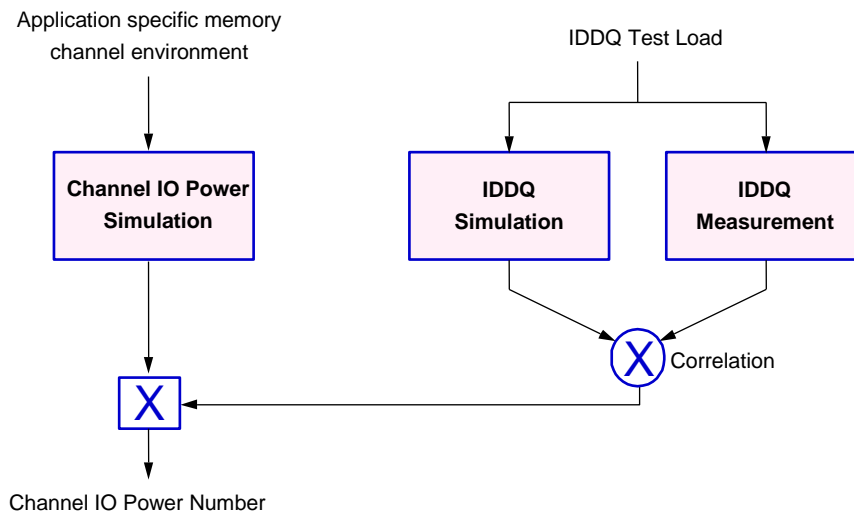 Application specific memory
channel environment
IDDQ Test Load
Channel IO Power
Simulation
IDDQ
Simulation
IDDQ
Measurement
X
Correlation
X
Channel IO Power Number